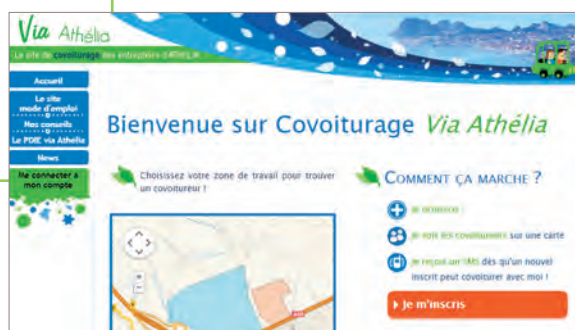 Via Athélia
Le site de covoiturage des entreprises d'Athélia
Accueil
Le site
mode d'emploi
Nos conseils
Le PDIE via Athélia
News
Me connecter à
mon compte
Bienvenue sur Covoiturage Via Athélia
Choisissez votre zone de travail pour trouver
un covoitureur !
COMMENT ÇA MARCHE ?
Je m'inscris !
Je vois les covoitureurs sur une carte
Je reçois un SMS dès qu'un nouvel
inscrit peut covoiturer avec moi !
Je m'inscris